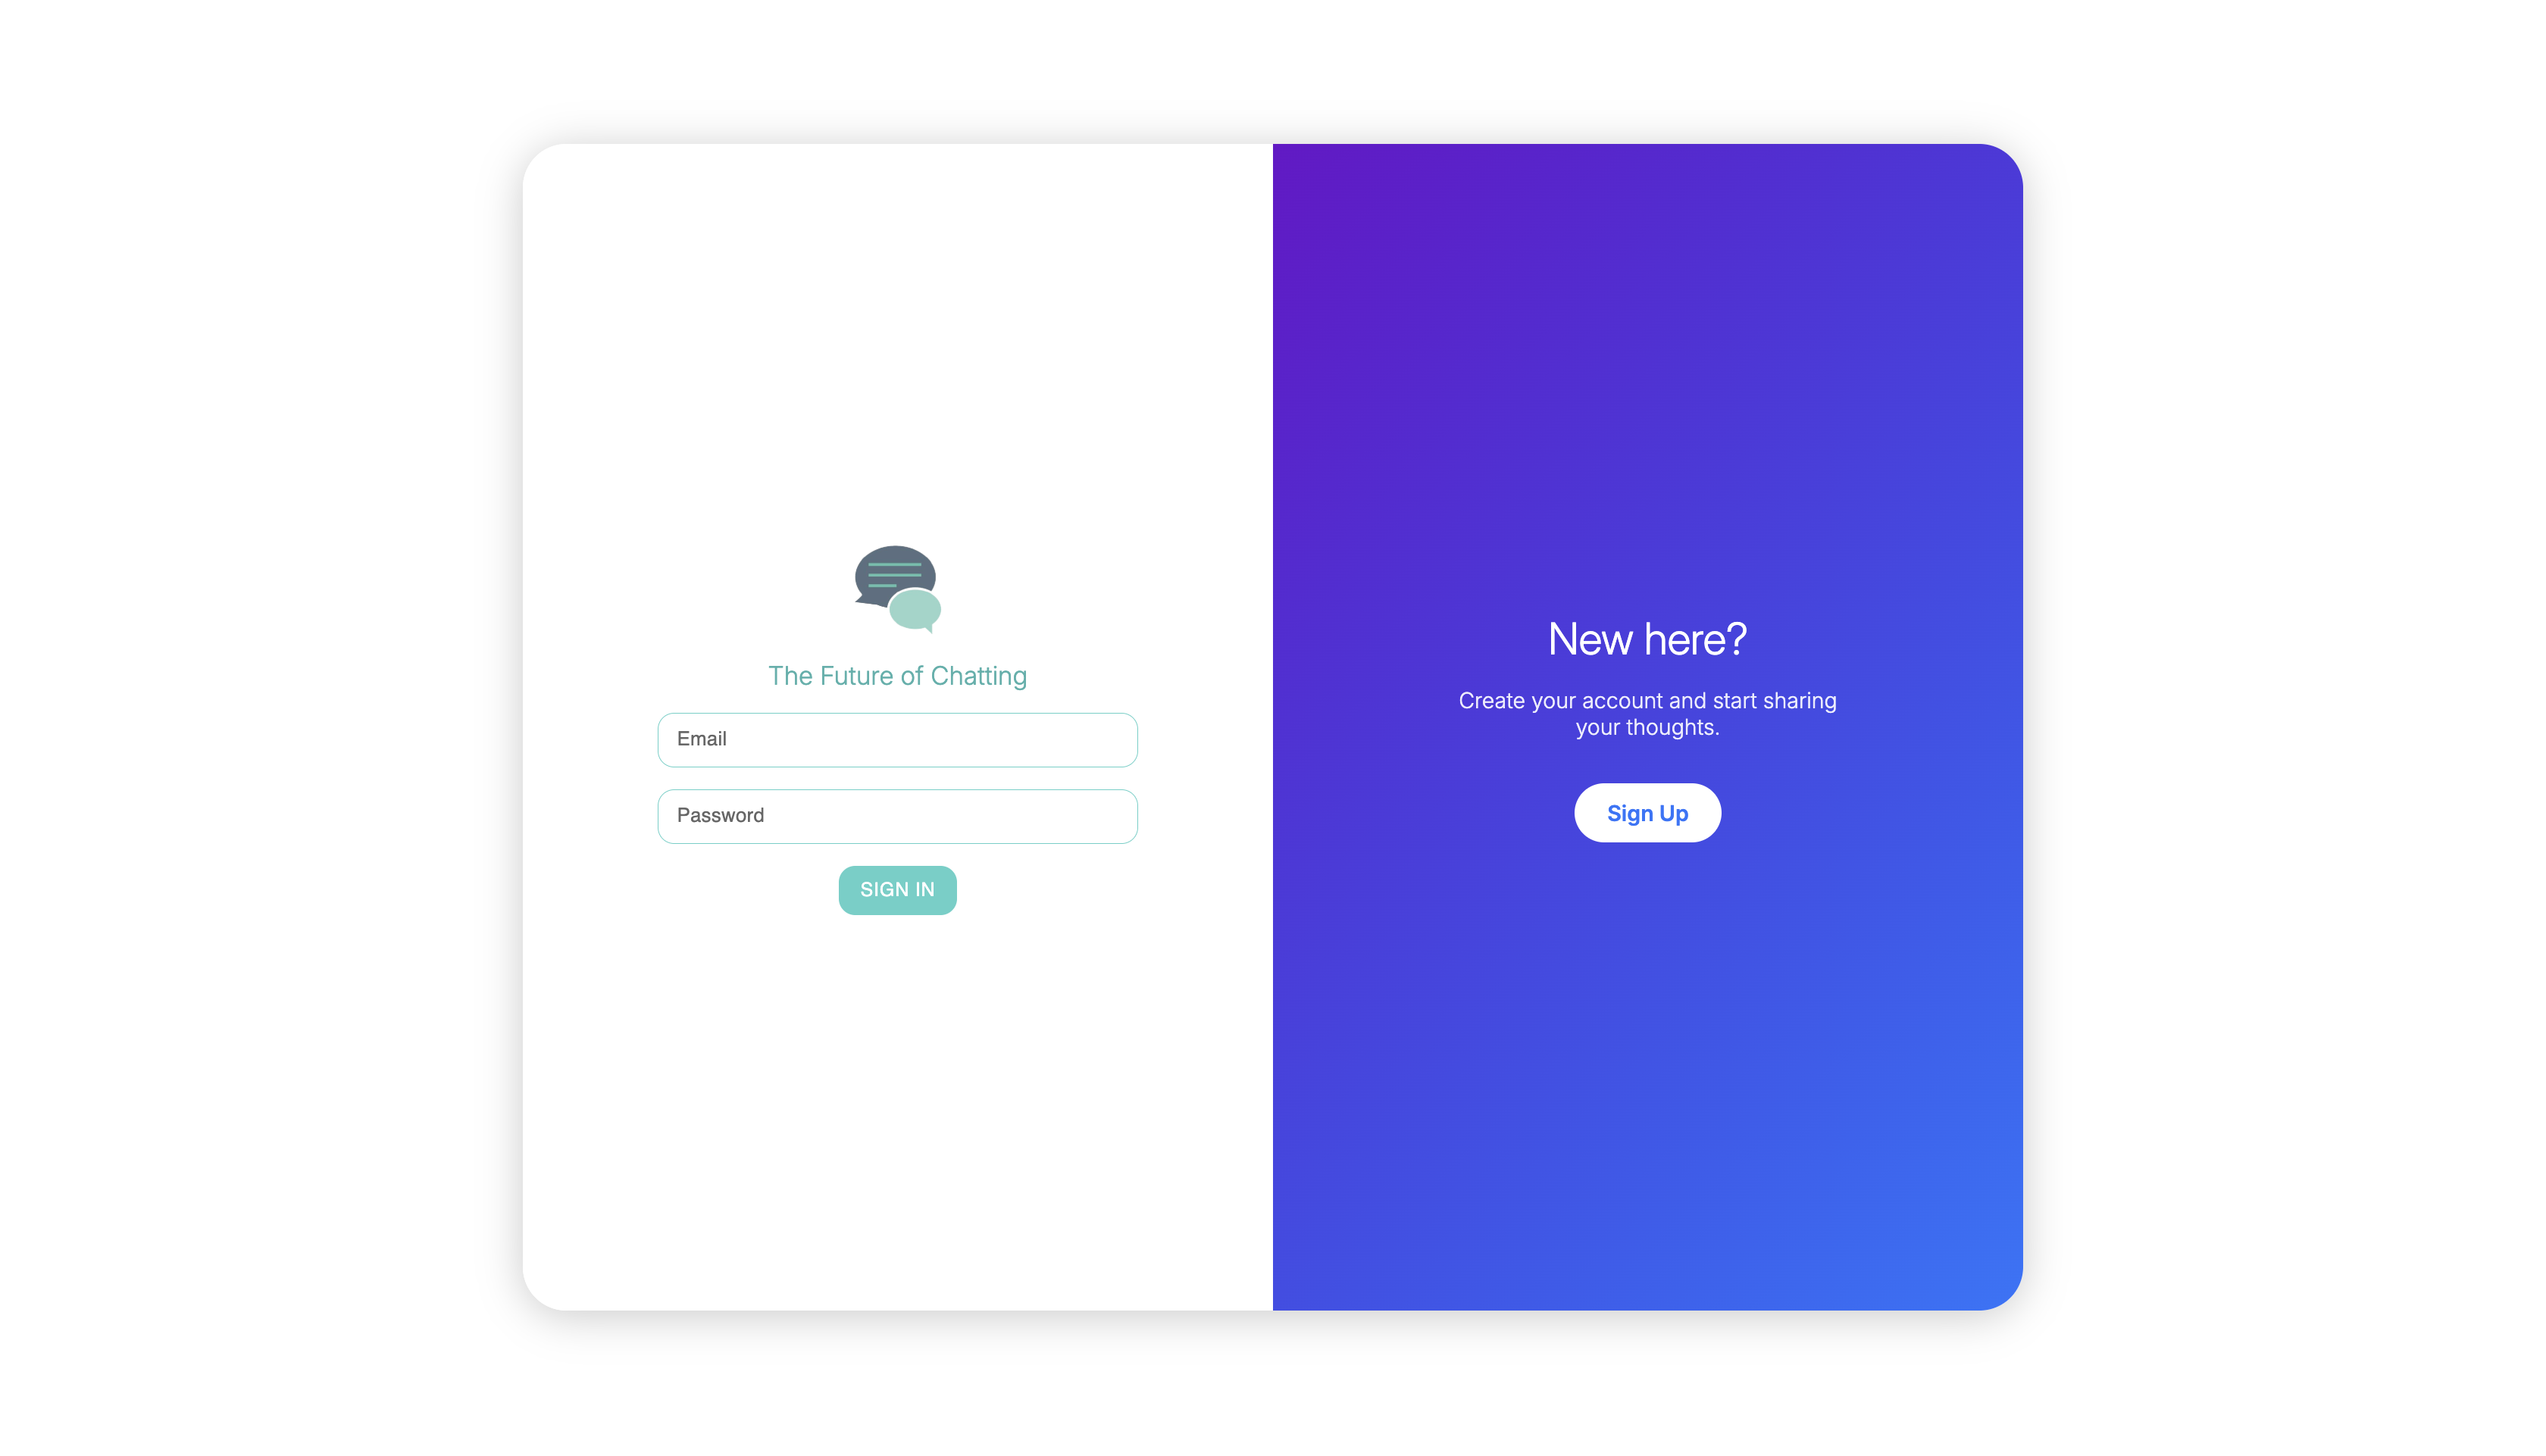 The Future of Chatting
Email
Password
SIGN IN
New here?
Create your account and start sharing
your thoughts.
Sign Up